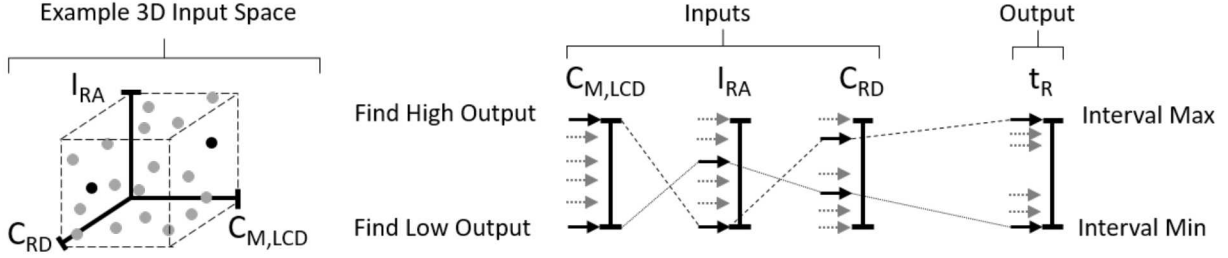 Example 3D Input Space
I_RA
C_RD
C_M,LCD
Inputs
Output
C_M,LCD
I_RA
C_RD
t_R
Find High Output
Interval Max
Find Low Output
Interval Min